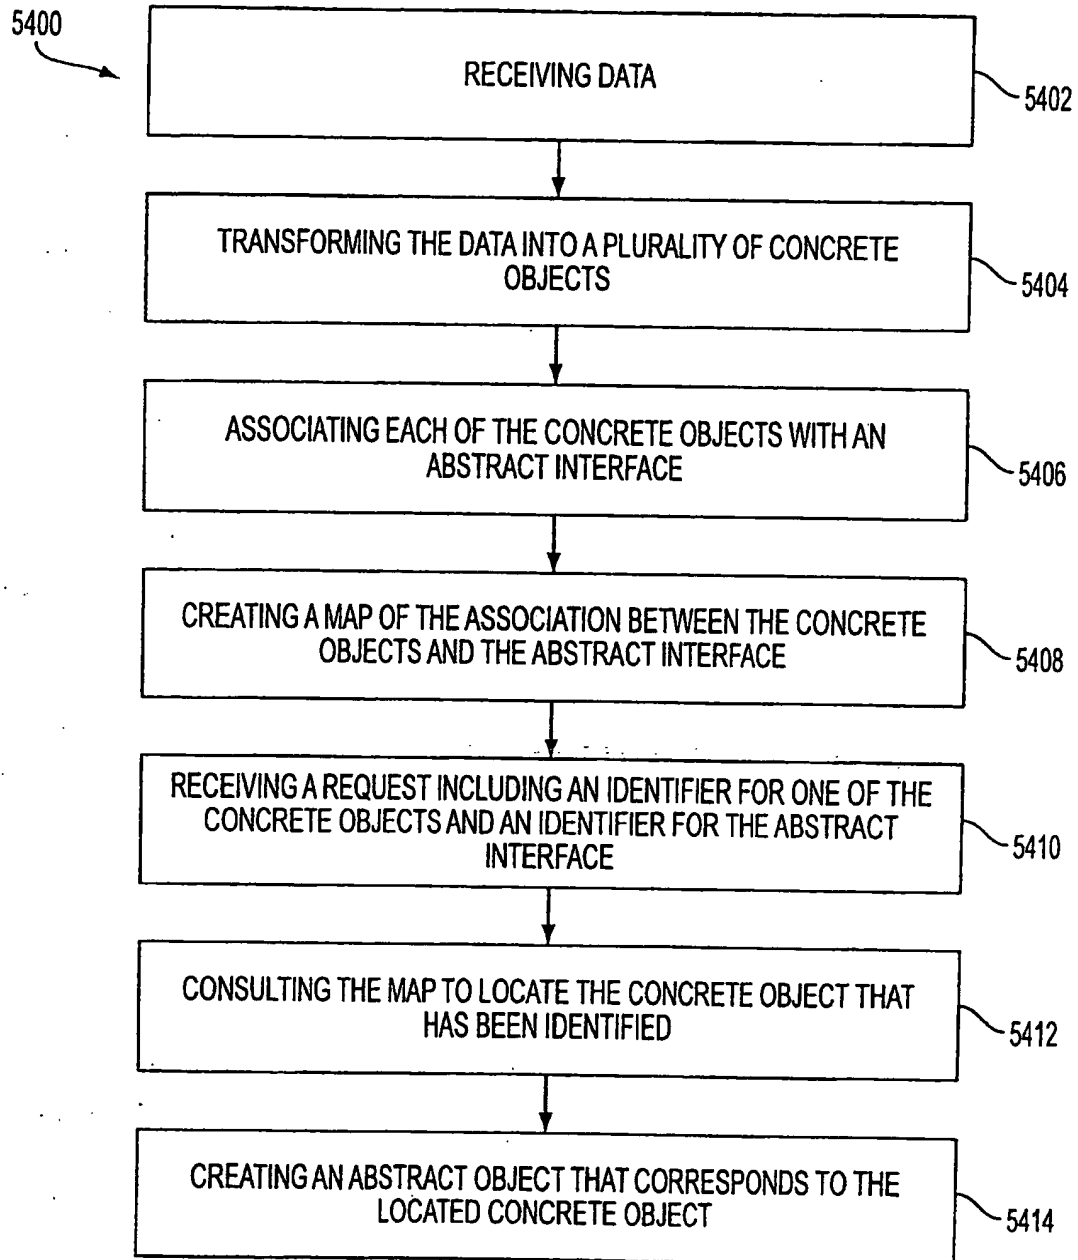 5400
RECEIVING DATA
5402
TRANSFORMING THE DATA INTO A PLURALITY OF CONCRETE
OBJECTS
5404
ASSOCIATING EACH OF THE CONCRETE OBJECTS WITH AN
ABSTRACT INTERFACE
5406
CREATING A MAP OF THE ASSOCIATION BETWEEN THE CONCRETE
OBJECTS AND THE ABSTRACT INTERFACE
5408
RECEIVING A REQUEST INCLUDING AN IDENTIFIER FOR ONE OF THE
CONCRETE OBJECTS AND AN IDENTIFIER FOR THE ABSTRACT
INTERFACE
5410
CONSULTING THE MAP TO LOCATE THE CONCRETE OBJECT THAT
HAS BEEN IDENTIFIED
5412
CREATING AN ABSTRACT OBJECT THAT CORRESPONDS TO THE
LOCATED CONCRETE OBJECT
5414